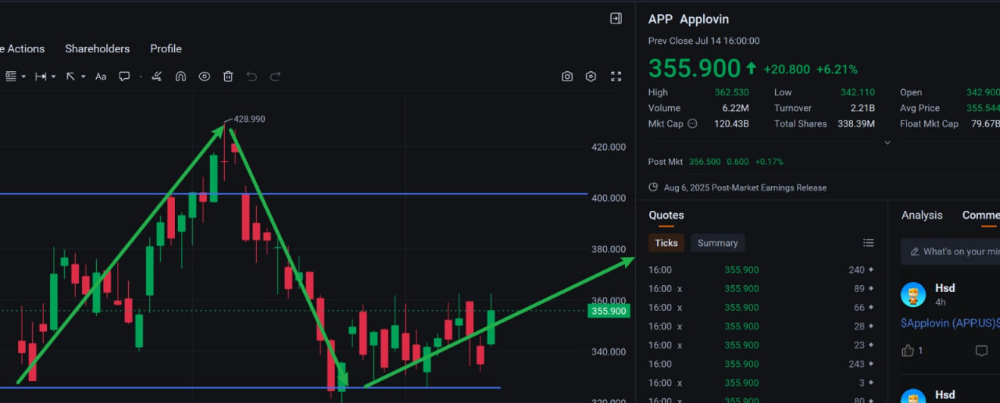 APP Applovin
Prev Close Jul 14 16:00:00
e Actions Shareholders Profile
355.900 +20.800 +6.21%
Aa
High 362.530 Low 342.110 Open 342.900
Volume 6.22M Turnover 2.21B Avg Price 355.544
Mkt Cap 120.43B Total Shares 338.39M Float Mkt Cap 79.67B
428.990
420.000
400.000
380.000
360.000
355.900
340.000
320.000
Post Mkt 356.500 0.600 +0.17%
Aug 6, 2025 Post-Market Earnings Release
Quotes
Ticks Summary
16:00 355.900 240
16:00 x 355.900 89
16:00 x 355.900 66
16:00 x 355.900 28
16:00 x 355.900 23
16:00 355.900 243
16:00 x 355.900 3
16:00 x 355.900 80
Analysis Comme
What's on your mi
Hsd
4h
$Applovin (APP.US)$
1
Hsd